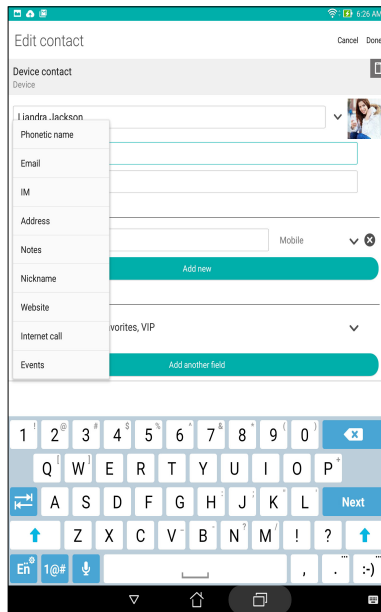 6:26 AM
Edit contact
Cancel Done
Device contact
Device
Liandra Jackson
Phonetic name
Email
IM
Address
Notes
Mobile
Add new
Nickname
Website
vorites, VIP
Internet call
Events
Add another field
1 ! 2 @ 3 # 4 $ 5 % 6 ^ 7 & 8 * 9 ( 0 )
Q [ W ] E R T Y U I O P +
A S D F G H : J ; K " L ' Next
Z X C V - B _ N ? M / ! ?
En 1@# , . ... :-) ...